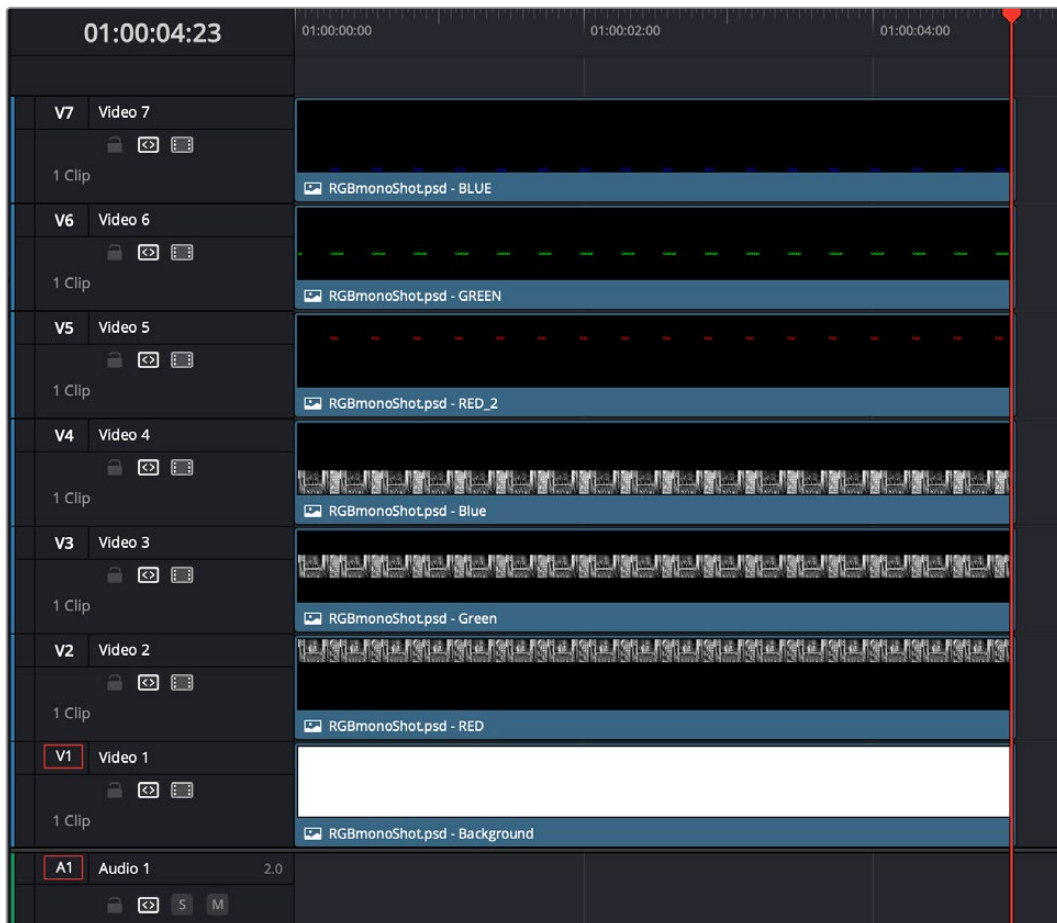 01:00:04:23
01:00:00:00
01:00:02:00
01:00:04:00
V7 Video 7
1 Clip
RGBmonoShot.psd - BLUE
V6 Video 6
1 Clip
RGBmonoShot.psd - GREEN
V5 Video 5
1 Clip
RGBmonoShot.psd - RED_2
V4 Video 4
1 Clip
RGBmonoShot.psd - Blue
V3 Video 3
1 Clip
RGBmonoShot.psd - Green
V2 Video 2
1 Clip
RGBmonoShot.psd - RED
V1 Video 1
1 Clip
RGBmonoShot.psd - Background
A1 Audio 1 2.0
S M